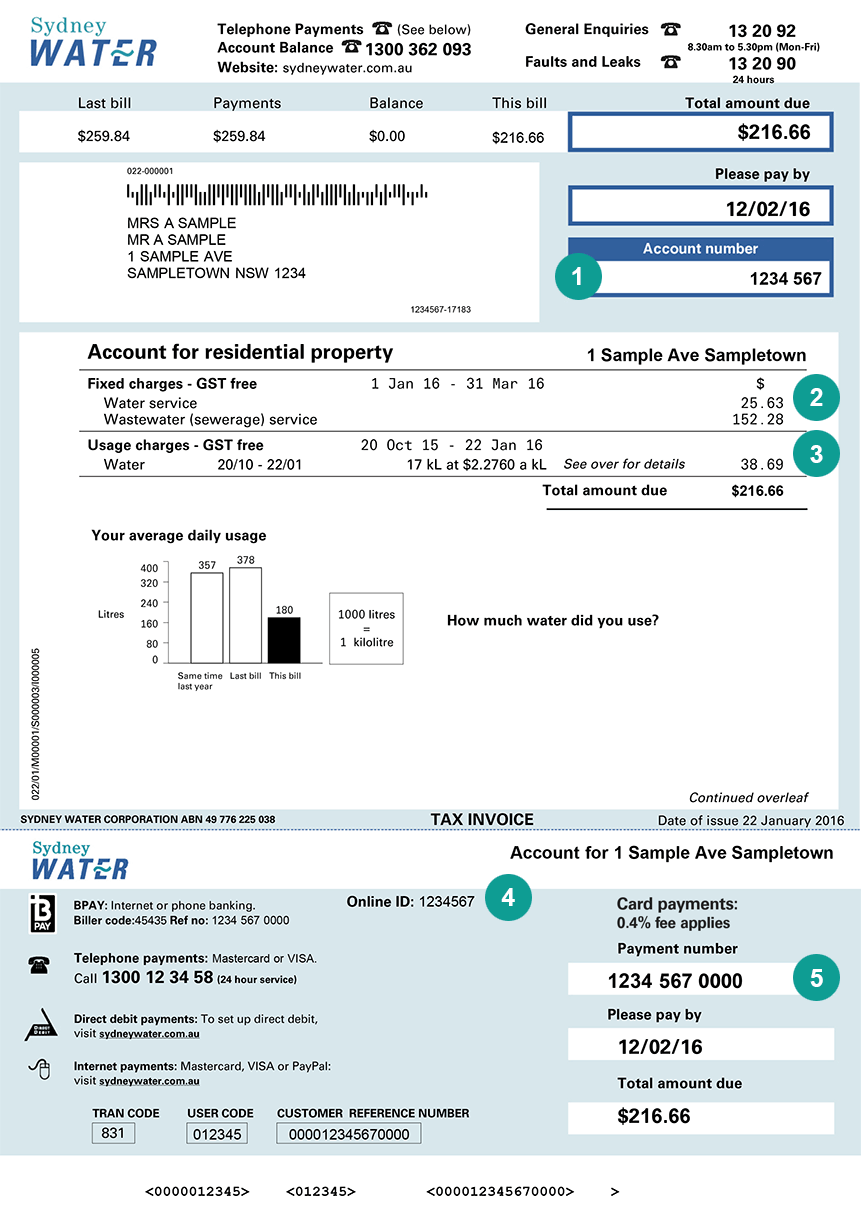 Sydney
WATER
Telephone Payments ☎ (See below)
Account Balance ☎ 1300 362 093
Website: sydneywater.com.au
General Enquiries ☎ 13 20 92
8.30am to 5.30pm (Mon-Fri)
Faults and Leaks ☎ 13 20 90
24 hours
Last bill Payments Balance This bill Total amount due
$259.84 $259.84 $0.00 $216.66 $216.66
Please pay by
12/02/16
Account number
1 1234 567
022-000001
MRS A SAMPLE
MR A SAMPLE
1 SAMPLE AVE
SAMPLETOWN NSW 1234
1234567-17183
Account for residential property 1 Sample Ave Sampletown
Fixed charges - GST free 1 Jan 16 - 31 Mar 16 $
Water service 25.63
2
Wastewater (sewerage) service 152.28
Usage charges - GST free 20 Oct 15 - 22 Jan 16
3
Water 20/10 - 22/01 17 kL at $2.2760 a kL See over for details 38.69
Total amount due $216.66
Your average daily usage
Litres
400
320
240
160
80
0
357
378
180
Same time
last year
Last bill
This bill
1000 litres
=
1 kilolitre
How much water did you use?
022/01/M00001/S000003/I000005
Continued overleaf
SYDNEY WATER CORPORATION ABN 49 776 225 038 TAX INVOICE Date of issue 22 January 2016
Sydney
WATER
Account for 1 Sample Ave Sampletown
B
PAY
BPAY: Internet or phone banking.
Biller code:45435 Ref no: 1234 567 0000
Online ID: 1234567 4
Telephone payments: Mastercard or VISA.
Call 1300 12 34 58 (24 hour service)
DIRECT
DEBIT
Direct debit payments: To set up direct debit,
visit sydneywater.com.au
Internet payments: Mastercard, VISA or PayPal:
visit sydneywater.com.au
Card payments:
0.4% fee applies
Payment number
1234 567 0000 5
Please pay by
12/02/16
Total amount due
$216.66
TRAN CODE USER CODE CUSTOMER REFERENCE NUMBER
831 012345 000012345670000
<0000012345> <012345> <000012345670000> >